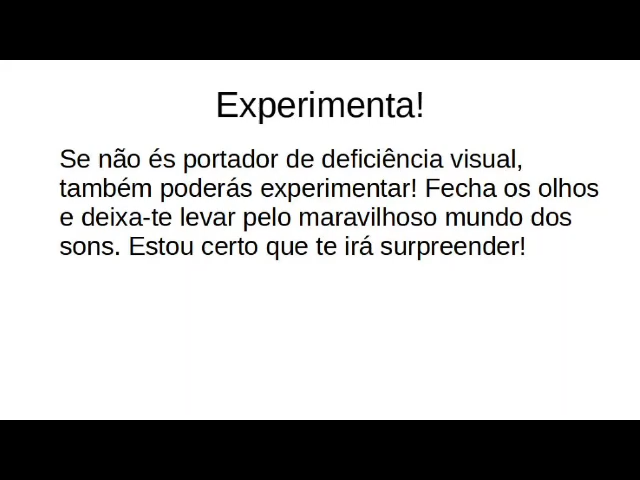 Experimenta!
Se não és portador de deficiência visual,
também poderás experimentar! Fecha os olhos
e deixa-te levar pelo maravilhoso mundo dos
sons. Estou certo que te irá surpreender!